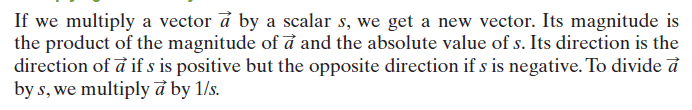 If we multiply a vector a⃗ by a scalar s, we get a new vector. Its magnitude is
the product of the magnitude of a⃗ and the absolute value of s. Its direction is the
direction of a⃗ if s is positive but the opposite direction if s is negative. To divide a⃗
by s, we multiply a⃗ by 1/s.